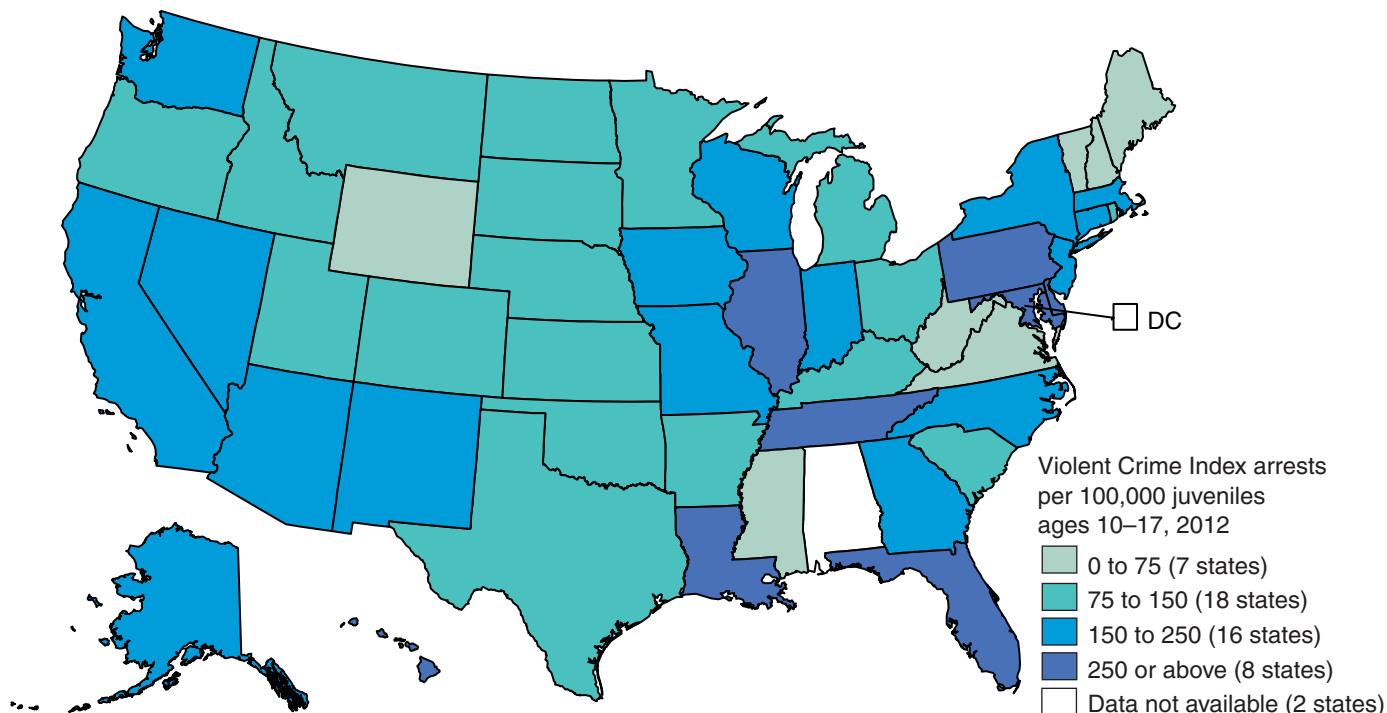 DC
Violent Crime Index arrests
per 100,000 juveniles
ages 10–17, 2012
0 to 75 (7 states)
75 to 150 (18 states)
150 to 250 (16 states)
250 or above (8 states)
Data not available (2 states)